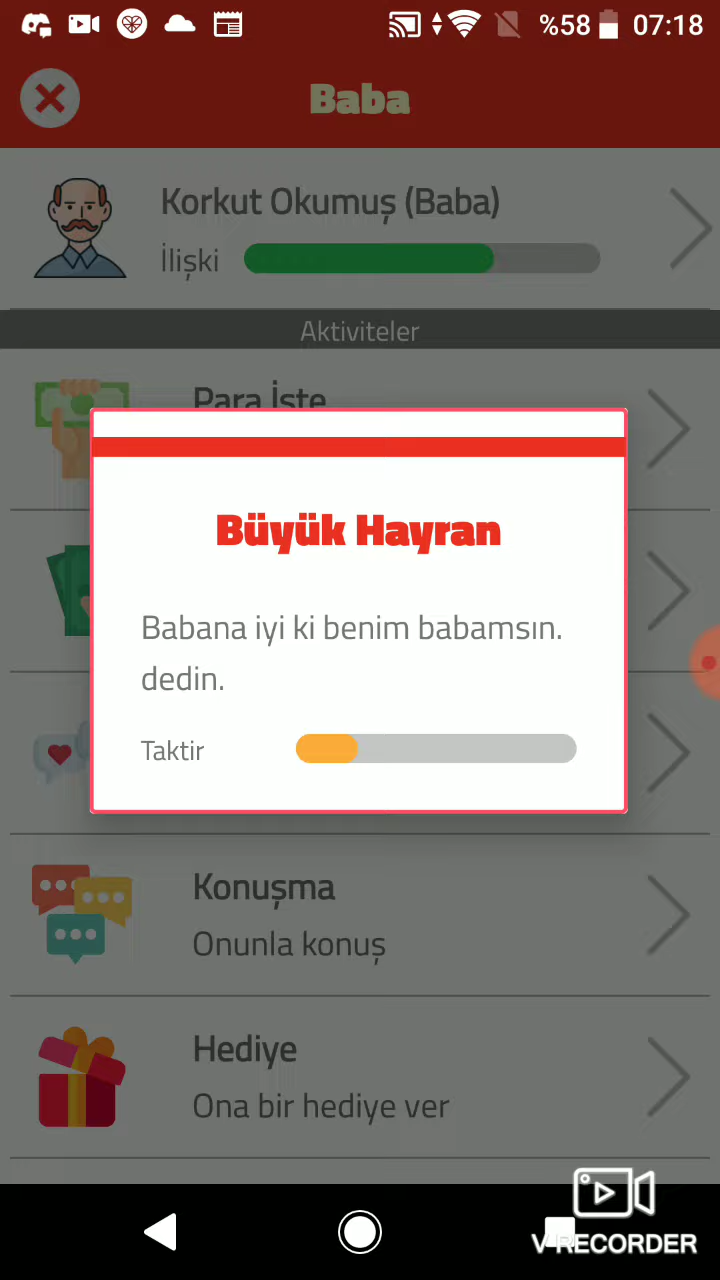 %58 07:18
Baba
Korkut Okumuş (Baba)
İlişki
Aktiviteler
Para İste
Büyük Hayran
Babana iyi ki benim babamsın.
dedin.
Taktir
Konuşma
Onunla konuş
Hediye
Ona bir hediye ver
V RECORDER